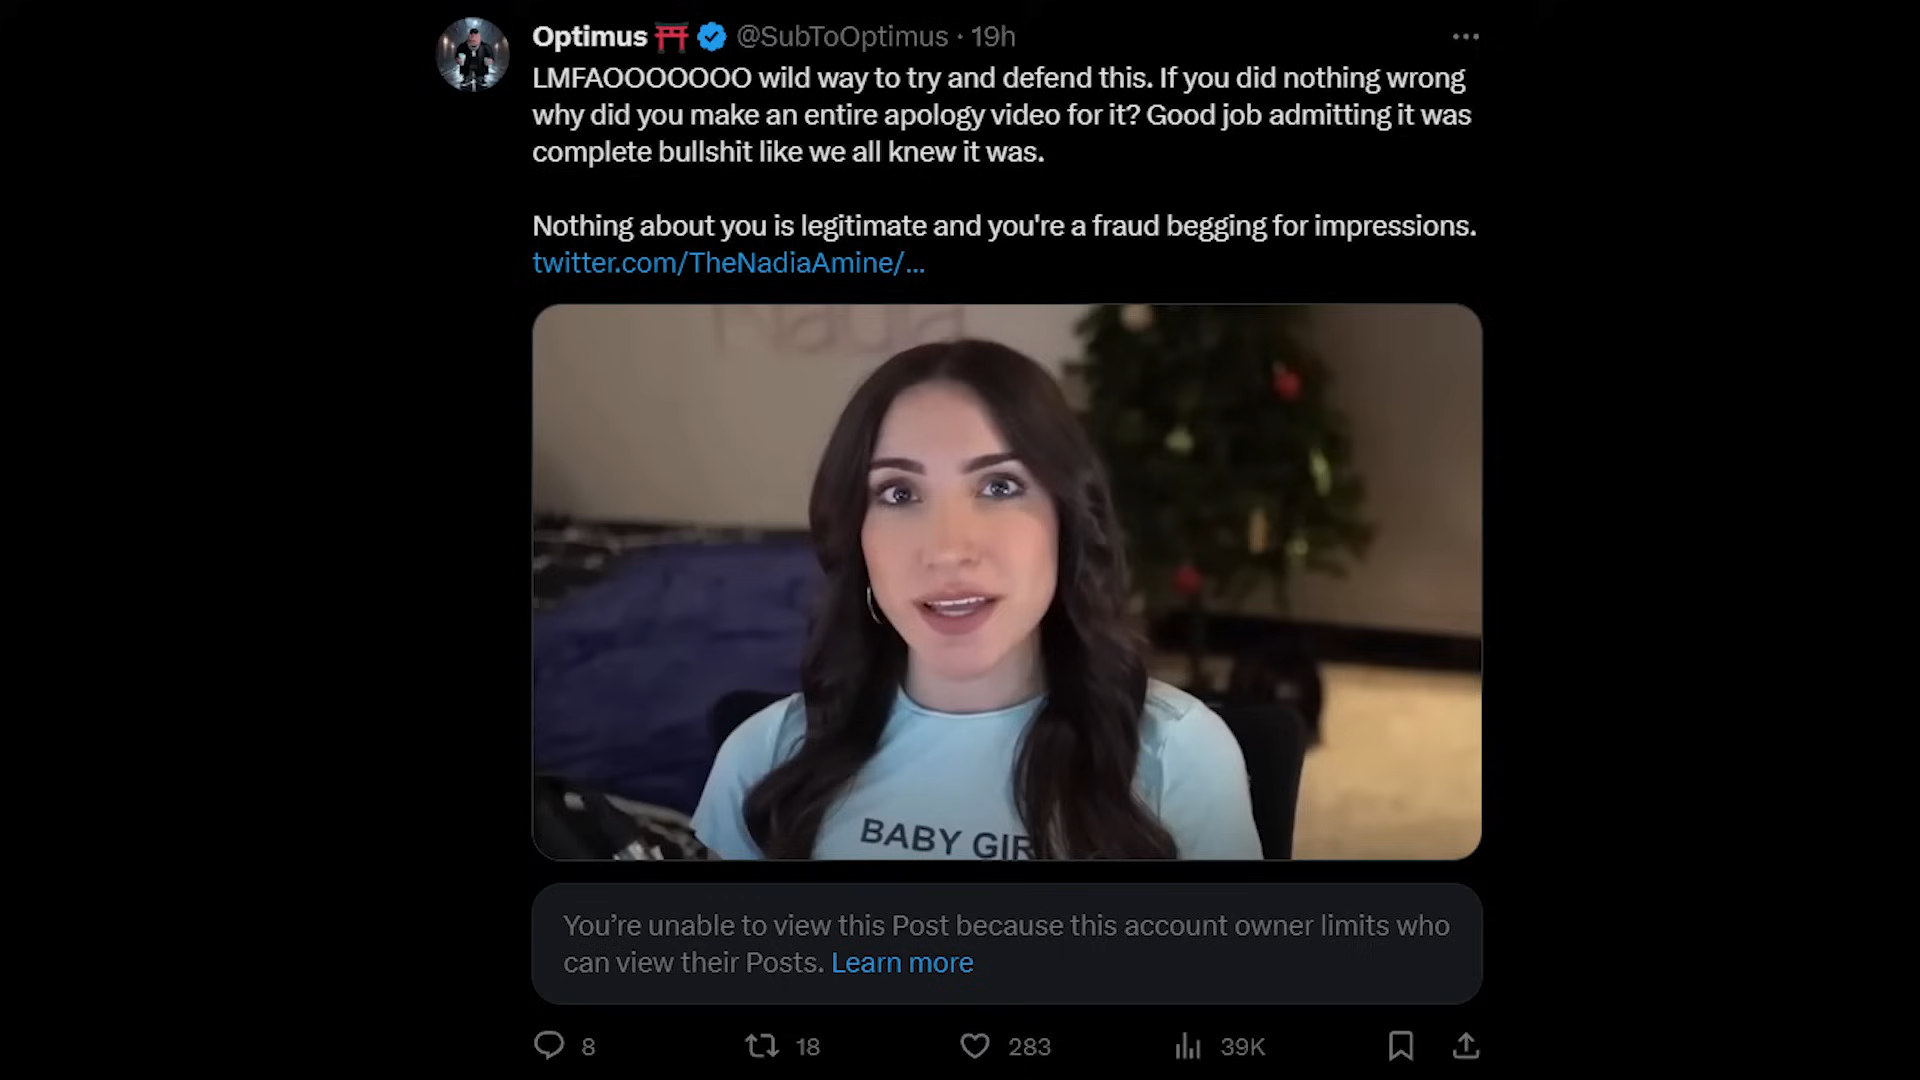 Optimus @SubToOptimus · 19h
LMFAOOOOOOO wild way to try and defend this. If you did nothing wrong
why did you make an entire apology video for it? Good job admitting it was
complete bullshit like we all knew it was.
Nothing about you is legitimate and you're a fraud begging for impressions.
twitter.com/TheNadiaAmine/...
Nadia
BABY GIR
You’re unable to view this Post because this account owner limits who
can view their Posts. Learn more
8 18 283 39K